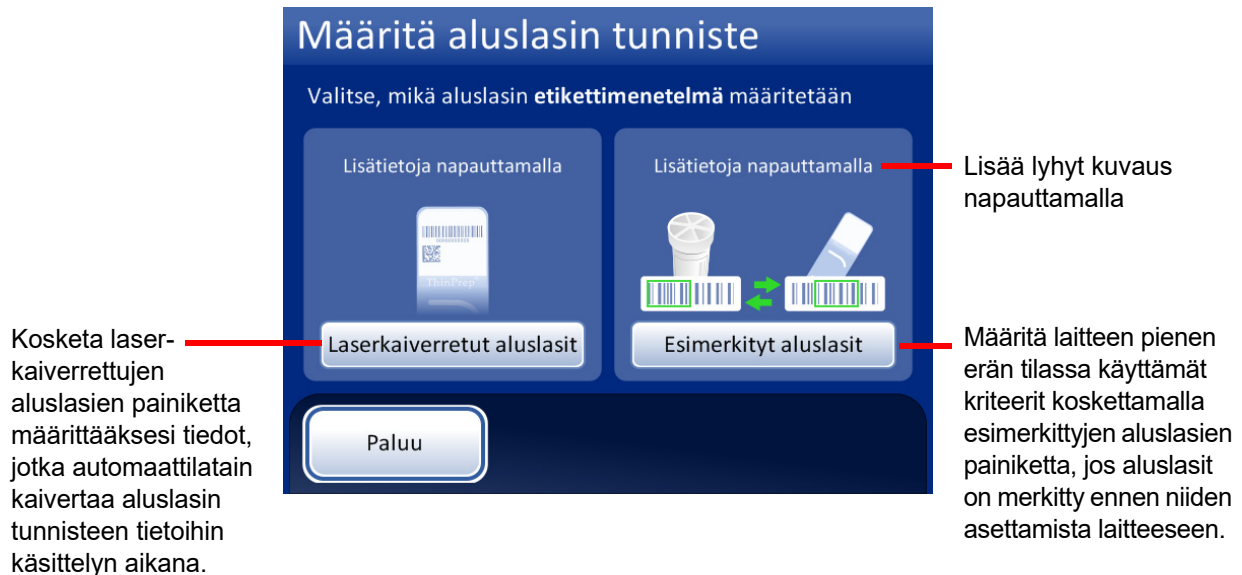 Määritä aluslasin tunniste
Valitse, mikä aluslasin etikettimenetelmä määritetään
Lisätietoja napauttamalla
ThinPrep
Laserkaiverretut aluslasit
Lisätietoja napauttamalla
Esimerkityt aluslasit
Paluu
Lisää lyhyt kuvaus
napauttamalla
Kosketa laser-
kaiverrettujen
aluslasien painiketta
määrittääksesi tiedot,
jotka automaattilatain
kaivertaa aluslasin
tunnisteen tietoihin
käsittelyn aikana.
Määritä laitteen pienen
erän tilassa käyttämät
kriteerit koskettamalla
esimerkittyjen aluslasien
painiketta, jos aluslasit
on merkitty ennen niiden
asettamista laitteeseen.